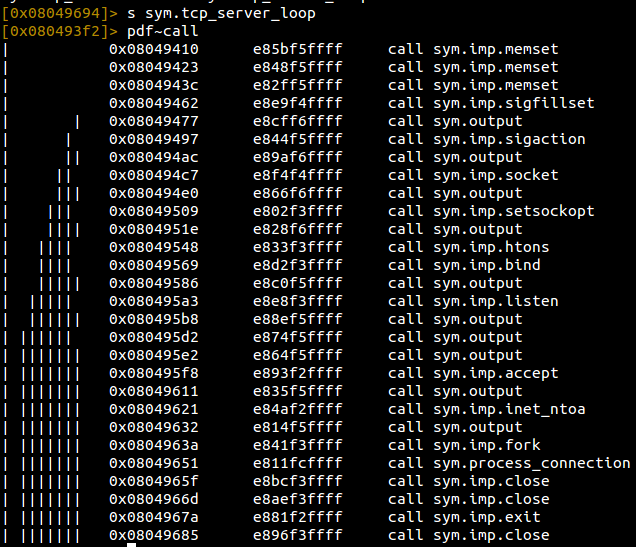 [0x08049694]> s sym.tcp_server_loop
[0x080493f2]> pdf~call
|           0x08049410      e85bf5ffff     call sym.imp.memset
|           0x08049423      e848f5ffff     call sym.imp.memset
|           0x0804943c      e82ff5ffff     call sym.imp.memset
|           0x08049462      e8e9f4ffff     call sym.imp.sigfillset
|       |   0x08049477      e8cff6ffff     call sym.output
|      |    0x08049497      e844f5ffff     call sym.imp.sigaction
|      ||   0x080494ac      e89af6ffff     call sym.output
|     ||    0x080494c7      e8f4f4ffff     call sym.imp.socket
|     |||   0x080494e0      e866f6ffff     call sym.output
|    |||    0x08049509      e802f3ffff     call sym.imp.setsockopt
|    ||||   0x0804951e      e828f6ffff     call sym.output
|   ||||    0x08049548      e833f3ffff     call sym.imp.htons
|   ||||    0x08049569      e8d2f3ffff     call sym.imp.bind
|   |||||   0x08049586      e8c0f5ffff     call sym.output
|  |||||    0x080495a3      e8e8f3ffff     call sym.imp.listen
|  ||||||   0x080495b8      e88ef5ffff     call sym.output
| ||||||    0x080495d2      e874f5ffff     call sym.output
| |||||||   0x080495e2      e864f5ffff     call sym.output
| |||||||   0x080495f8      e893f2ffff     call sym.imp.accept
| |||||||   0x08049611      e835f5ffff     call sym.output
| |||||||   0x08049621      e84af2ffff     call sym.imp.inet_ntoa
| |||||||   0x08049632      e814f5ffff     call sym.output
| |||||||   0x0804963a      e841f3ffff     call sym.imp.fork
| |||||||   0x08049651      e811fcffff     call sym.process_connection
| |||||||   0x0804965f      e8bcf3ffff     call sym.imp.close
| |||||||   0x0804966d      e8aef3ffff     call sym.imp.close
| |||||||   0x0804967a      e881f2ffff     call sym.imp.exit
| |||||||   0x08049685      e896f3ffff     call sym.imp.close